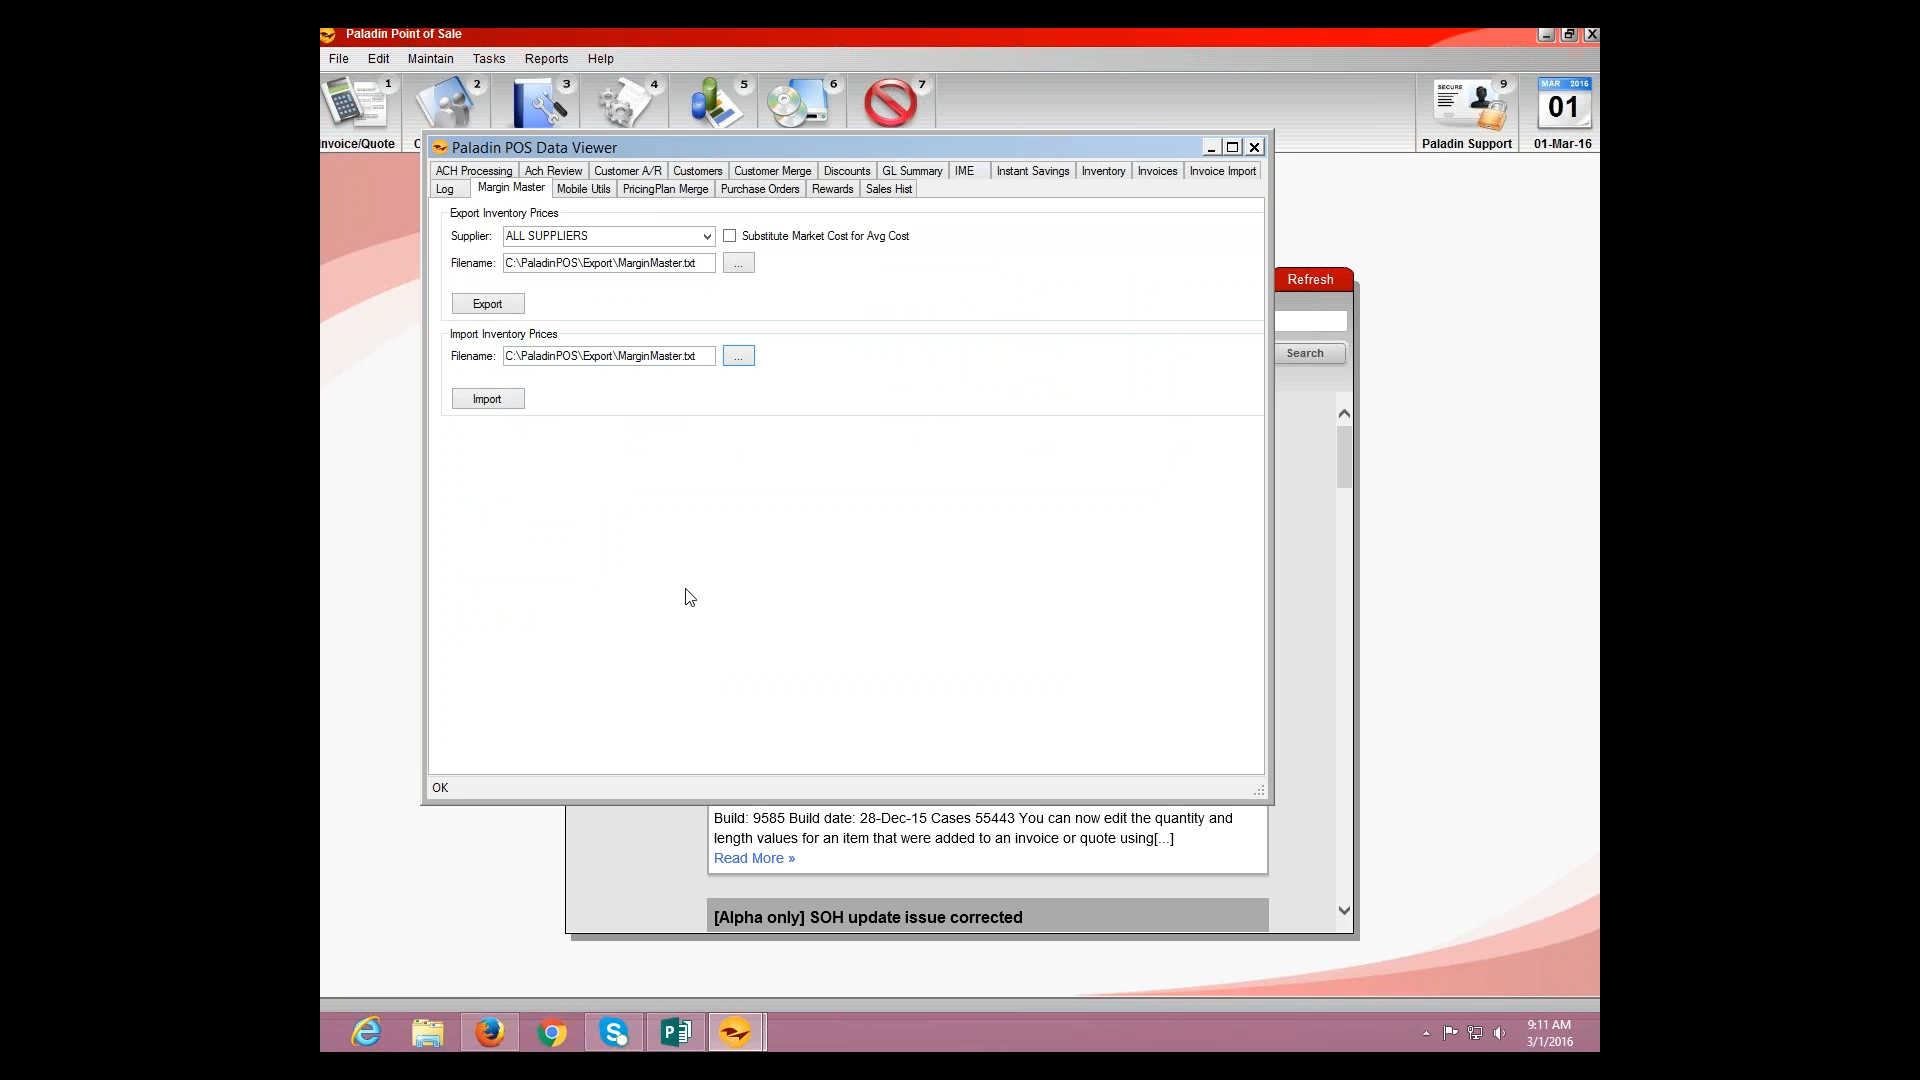 Paladin Point of Sale
File Edit Maintain Tasks Reports Help
1 2 3 4 5 6 7 9 MAR 2016
SECURE 01
nvoice/Quote C Paladin Support 01-Mar-16
Paladin POS Data Viewer
ACH Processing Ach Review Customer A/R Customers Customer Merge Discounts GL Summary IME Instant Savings Inventory Invoices Invoice Import
Log Margin Master Mobile Utils PricingPlan Merge Purchase Orders Rewards Sales Hist
Export Inventory Prices
Supplier: ALL SUPPLIERS Substitute Market Cost for Avg Cost
Filename: C:\PaladinPOS\Export\MarginMaster.txt ...
Refresh
Export
Import Inventory Prices
Filename: C:\PaladinPOS\Export\MarginMaster.txt ...
Search
Import
OK
Build: 9585 Build date: 28-Dec-15 Cases 55443 You can now edit the quantity and
length values for an item that were added to an invoice or quote using[...]
Read More »
[Alpha only] SOH update issue corrected
9:11 AM
3/1/2016